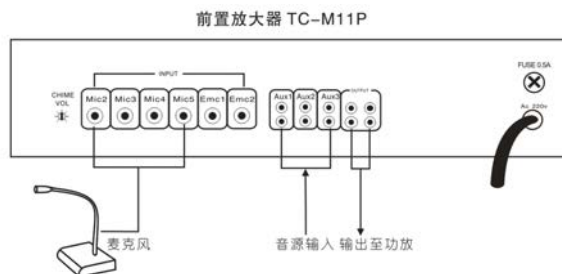 前置放大器 TC-M11P
INPUT
CHIME
VOL
Mic2 Mic3 Mic4 Mic5 Emc1 Emc2
Aux1 Aux2 Aux3
OUTPUT
FUSE 0.5A
Ac 220v
麦克风
音源输入 输出至功放